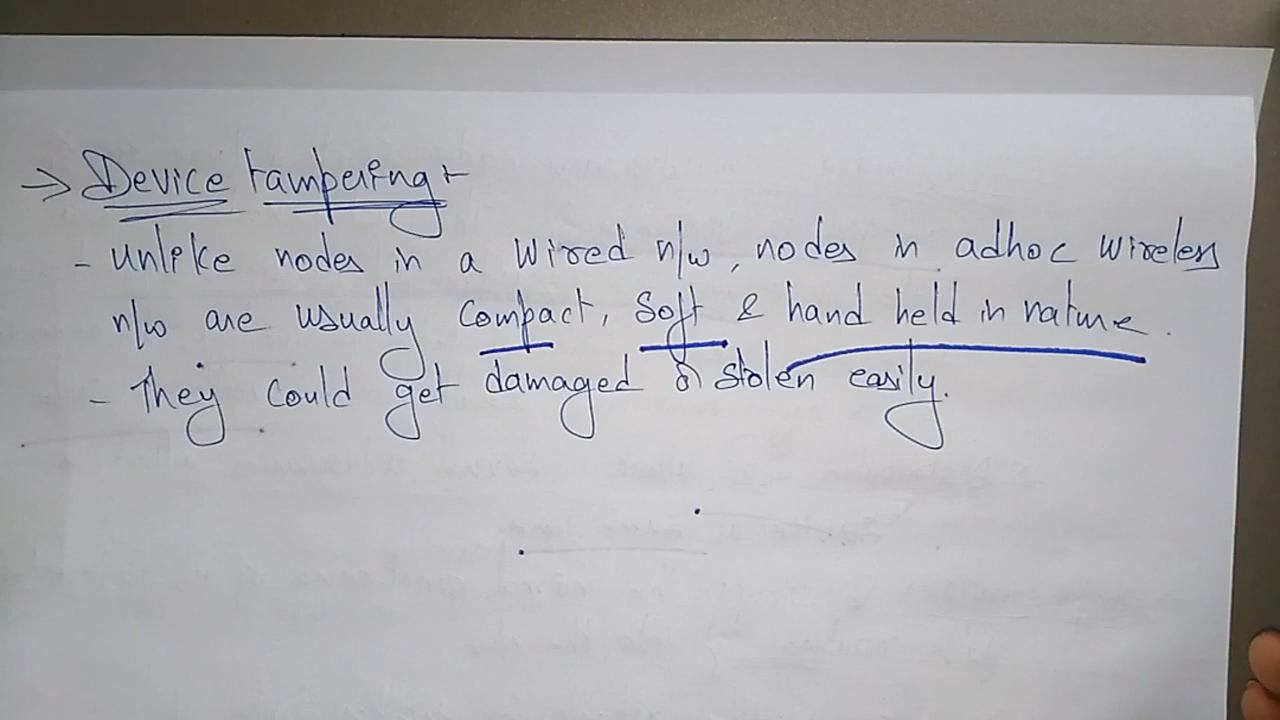 → Device tampering :-
- Unlike nodes in a wired n/w, nodes in adhoc wireless
n/w are usually compact, soft & hand held in nature.
- They could get damaged or stolen easily.